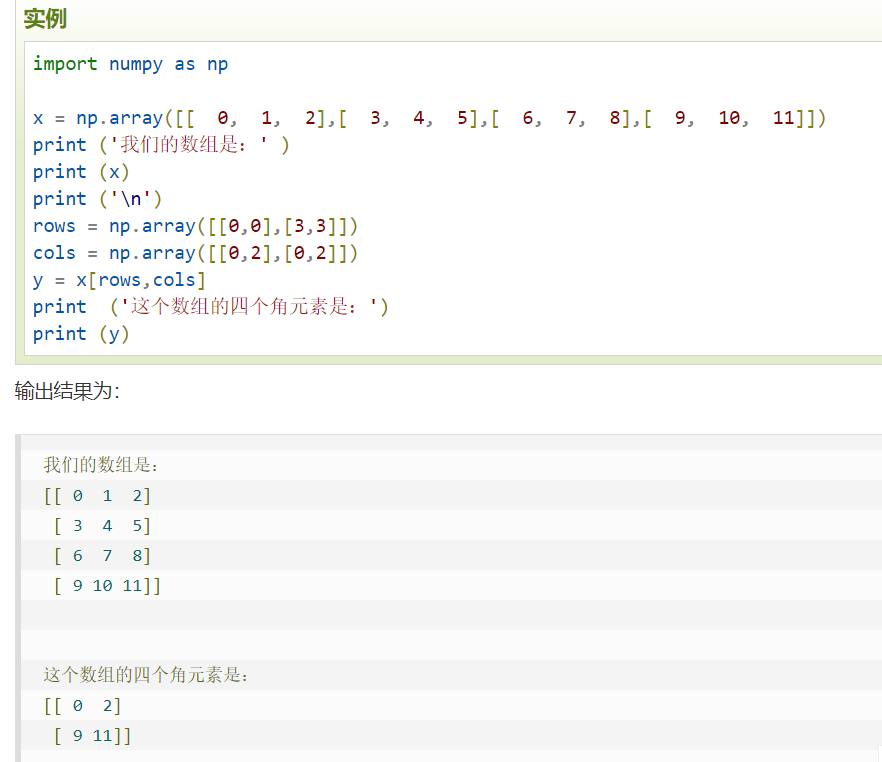 实例
import numpy as np
x = np.array([[  0,  1,  2],[  3,  4,  5],[  6,  7,  8],[  9,  10,  11]])
print ('我们的数组是：' )
print (x)
print ('\n')
rows = np.array([[0,0],[3,3]])
cols = np.array([[0,2],[0,2]])
y = x[rows,cols]
print  ('这个数组的四个角元素是：')
print (y)
输出结果为：
我们的数组是：
[[ 0  1  2]
 [ 3  4  5]
 [ 6  7  8]
 [ 9 10 11]]
这个数组的四个角元素是：
[[ 0  2]
 [ 9 11]]